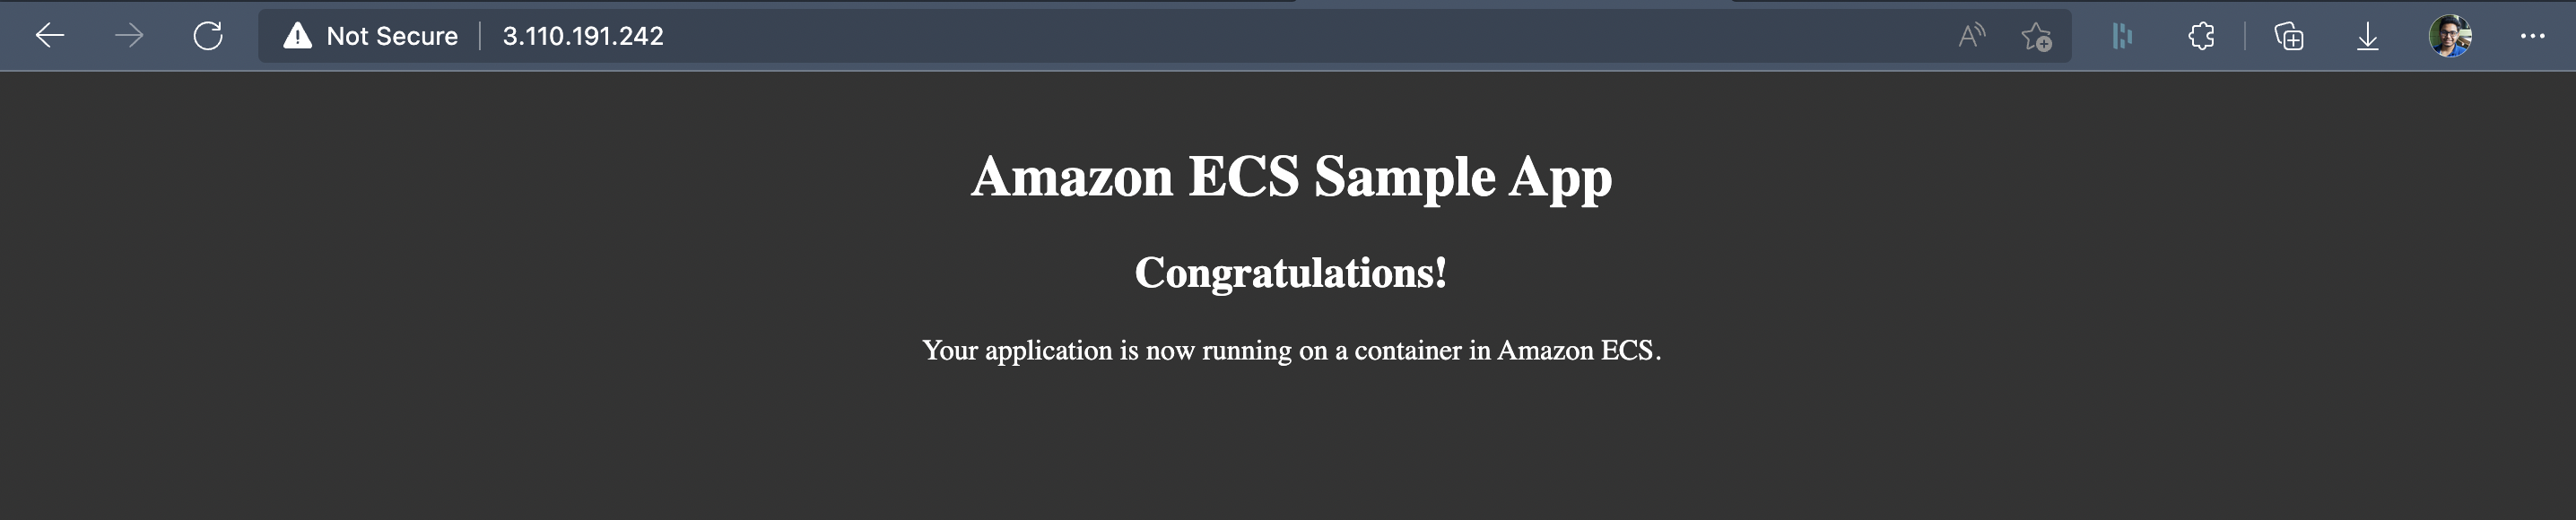 Not Secure 3.110.191.242
Amazon ECS Sample App
Congratulations!
Your application is now running on a container in Amazon ECS.